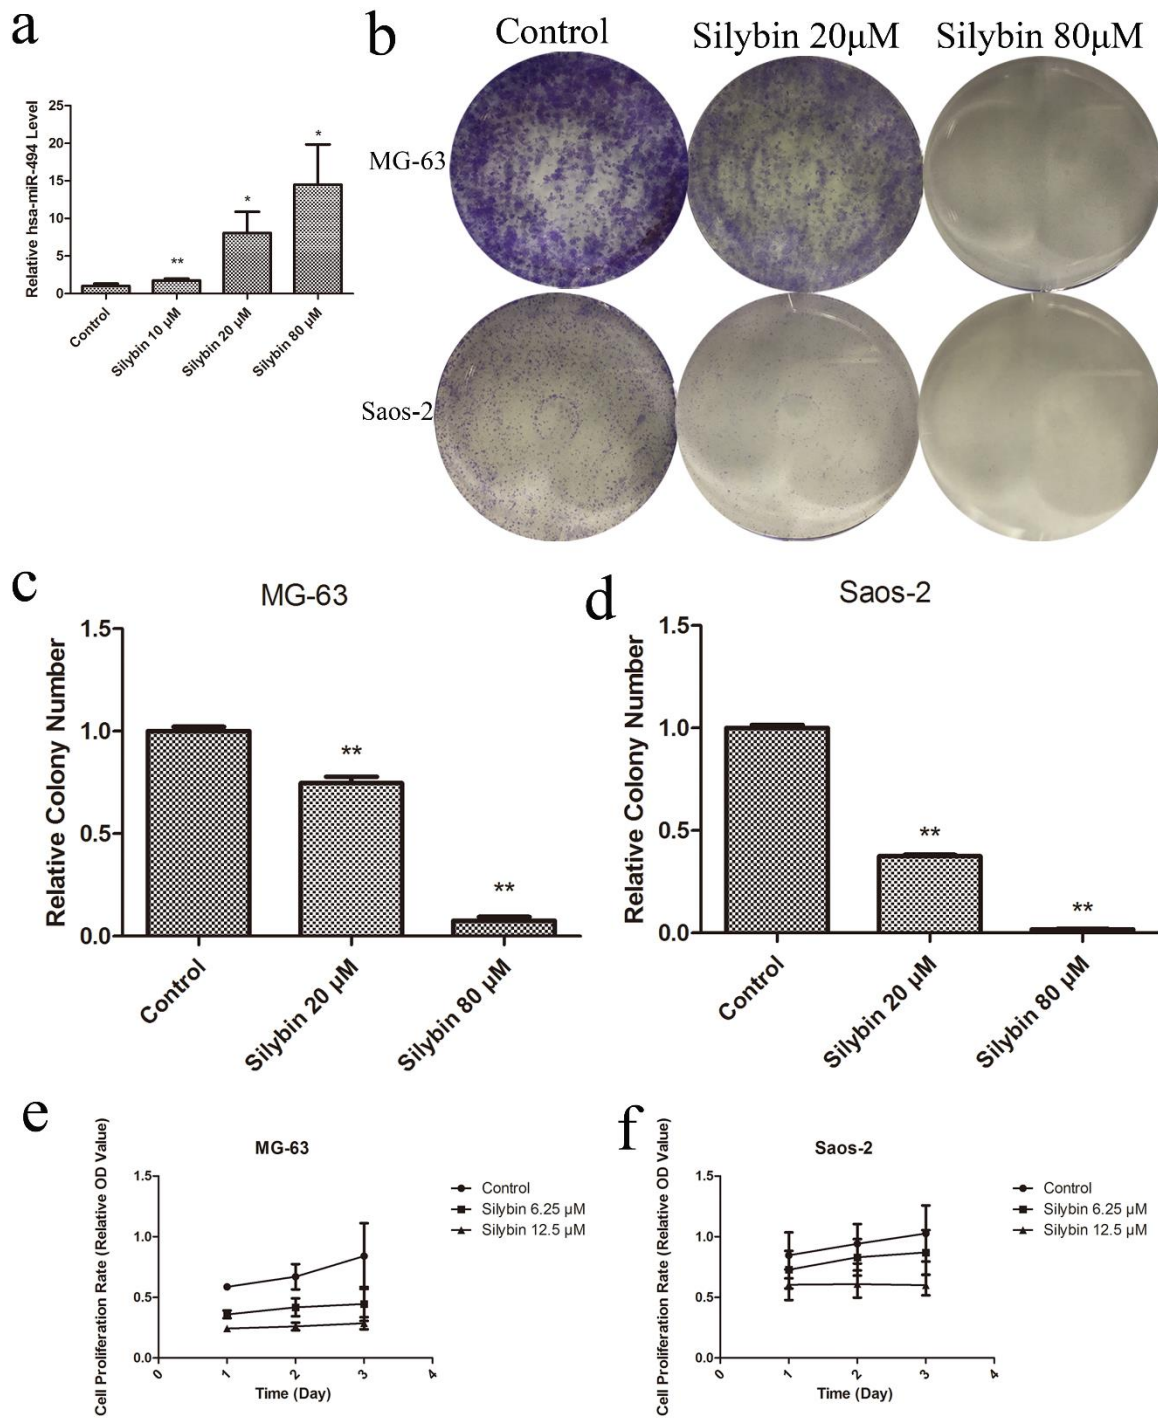 a
Relative hsa-miR-494 Level
25
20
15
10
5
0
**
*
*
Control
Silybin 10 µM
Silybin 20 µM
Silybin 80 µM
b
Control
Silybin 20µM
Silybin 80µM
MG-63
Saos-2
c
MG-63
Relative Colony Number
1.5
1.0
0.5
0.0
**
**
Control
Silybin 20 µM
Silybin 80 µM
d
Saos-2
Relative Colony Number
1.5
1.0
0.5
0.0
**
**
Control
Silybin 20 µM
Silybin 80 µM
e
MG-63
Cell Proliferation Rate (Relative OD Value)
1.5
1.0
0.5
0.0
0
1
2
3
4
Time (Day)
Control
Silybin 6.25 µM
Silybin 12.5 µM
f
Saos-2
Cell Proliferation Rate (Relative OD Value)
1.5
1.0
0.5
0.0
0
1
2
3
4
Time (Day)
Control
Silybin 6.25 µM
Silybin 12.5 µM